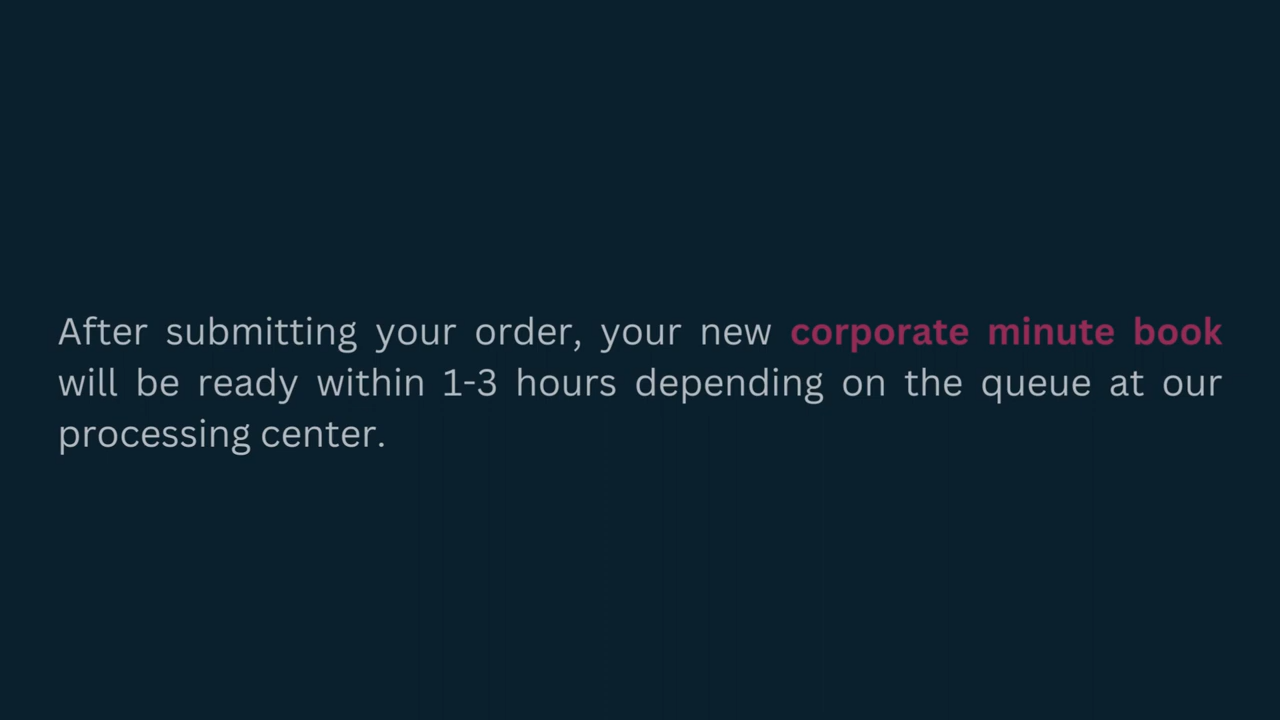 After submitting your order, your new corporate minute book
will be ready within 1-3 hours depending on the queue at our
processing center.